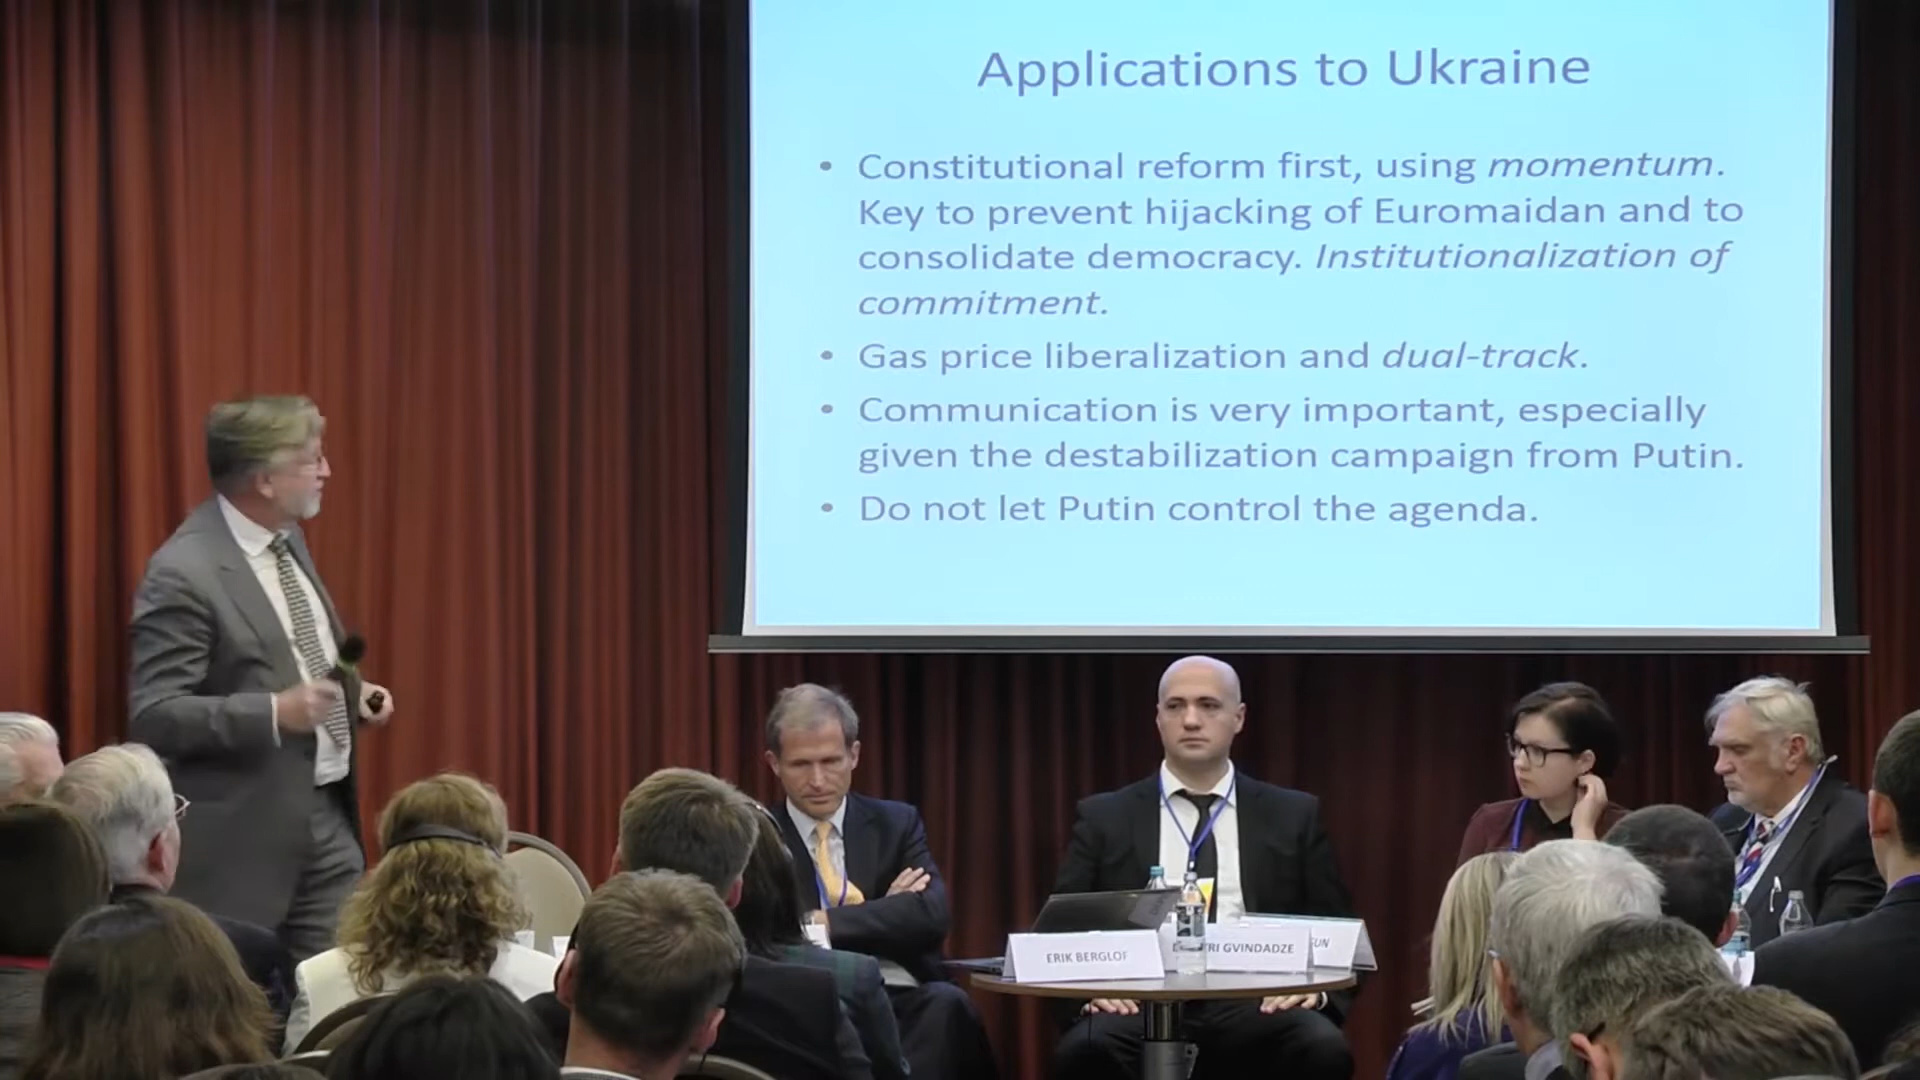 Applications to Ukraine
• Constitutional reform first, using momentum.
Key to prevent hijacking of Euromaidan and to
consolidate democracy. Institutionalization of
commitment.
• Gas price liberalization and dual-track.
• Communication is very important, especially
given the destabilization campaign from Putin.
• Do not let Putin control the agenda.
ERIK BERGLOF
GVINDADZE